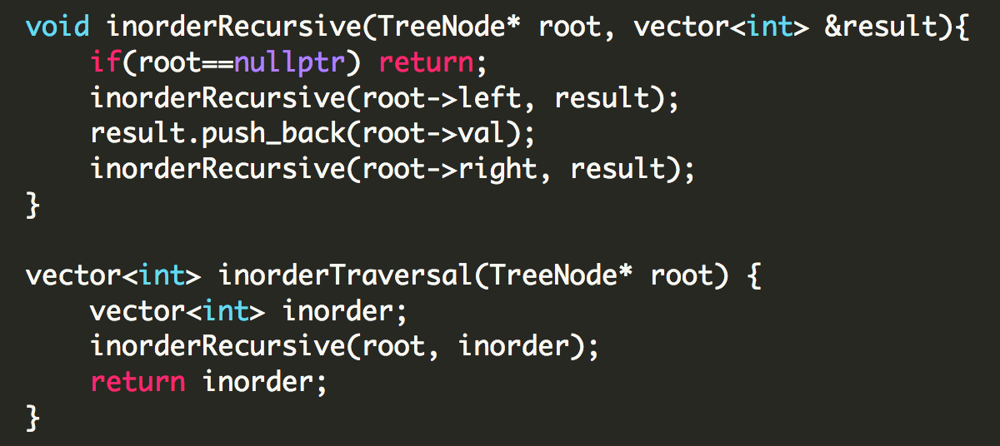 void inorderRecursive(TreeNode* root, vector<int> &result){
    if(root==nullptr) return;
    inorderRecursive(root->left, result);
    result.push_back(root->val);
    inorderRecursive(root->right, result);
}

vector<int> inorderTraversal(TreeNode* root) {
    vector<int> inorder;
    inorderRecursive(root, inorder);
    return inorder;
}